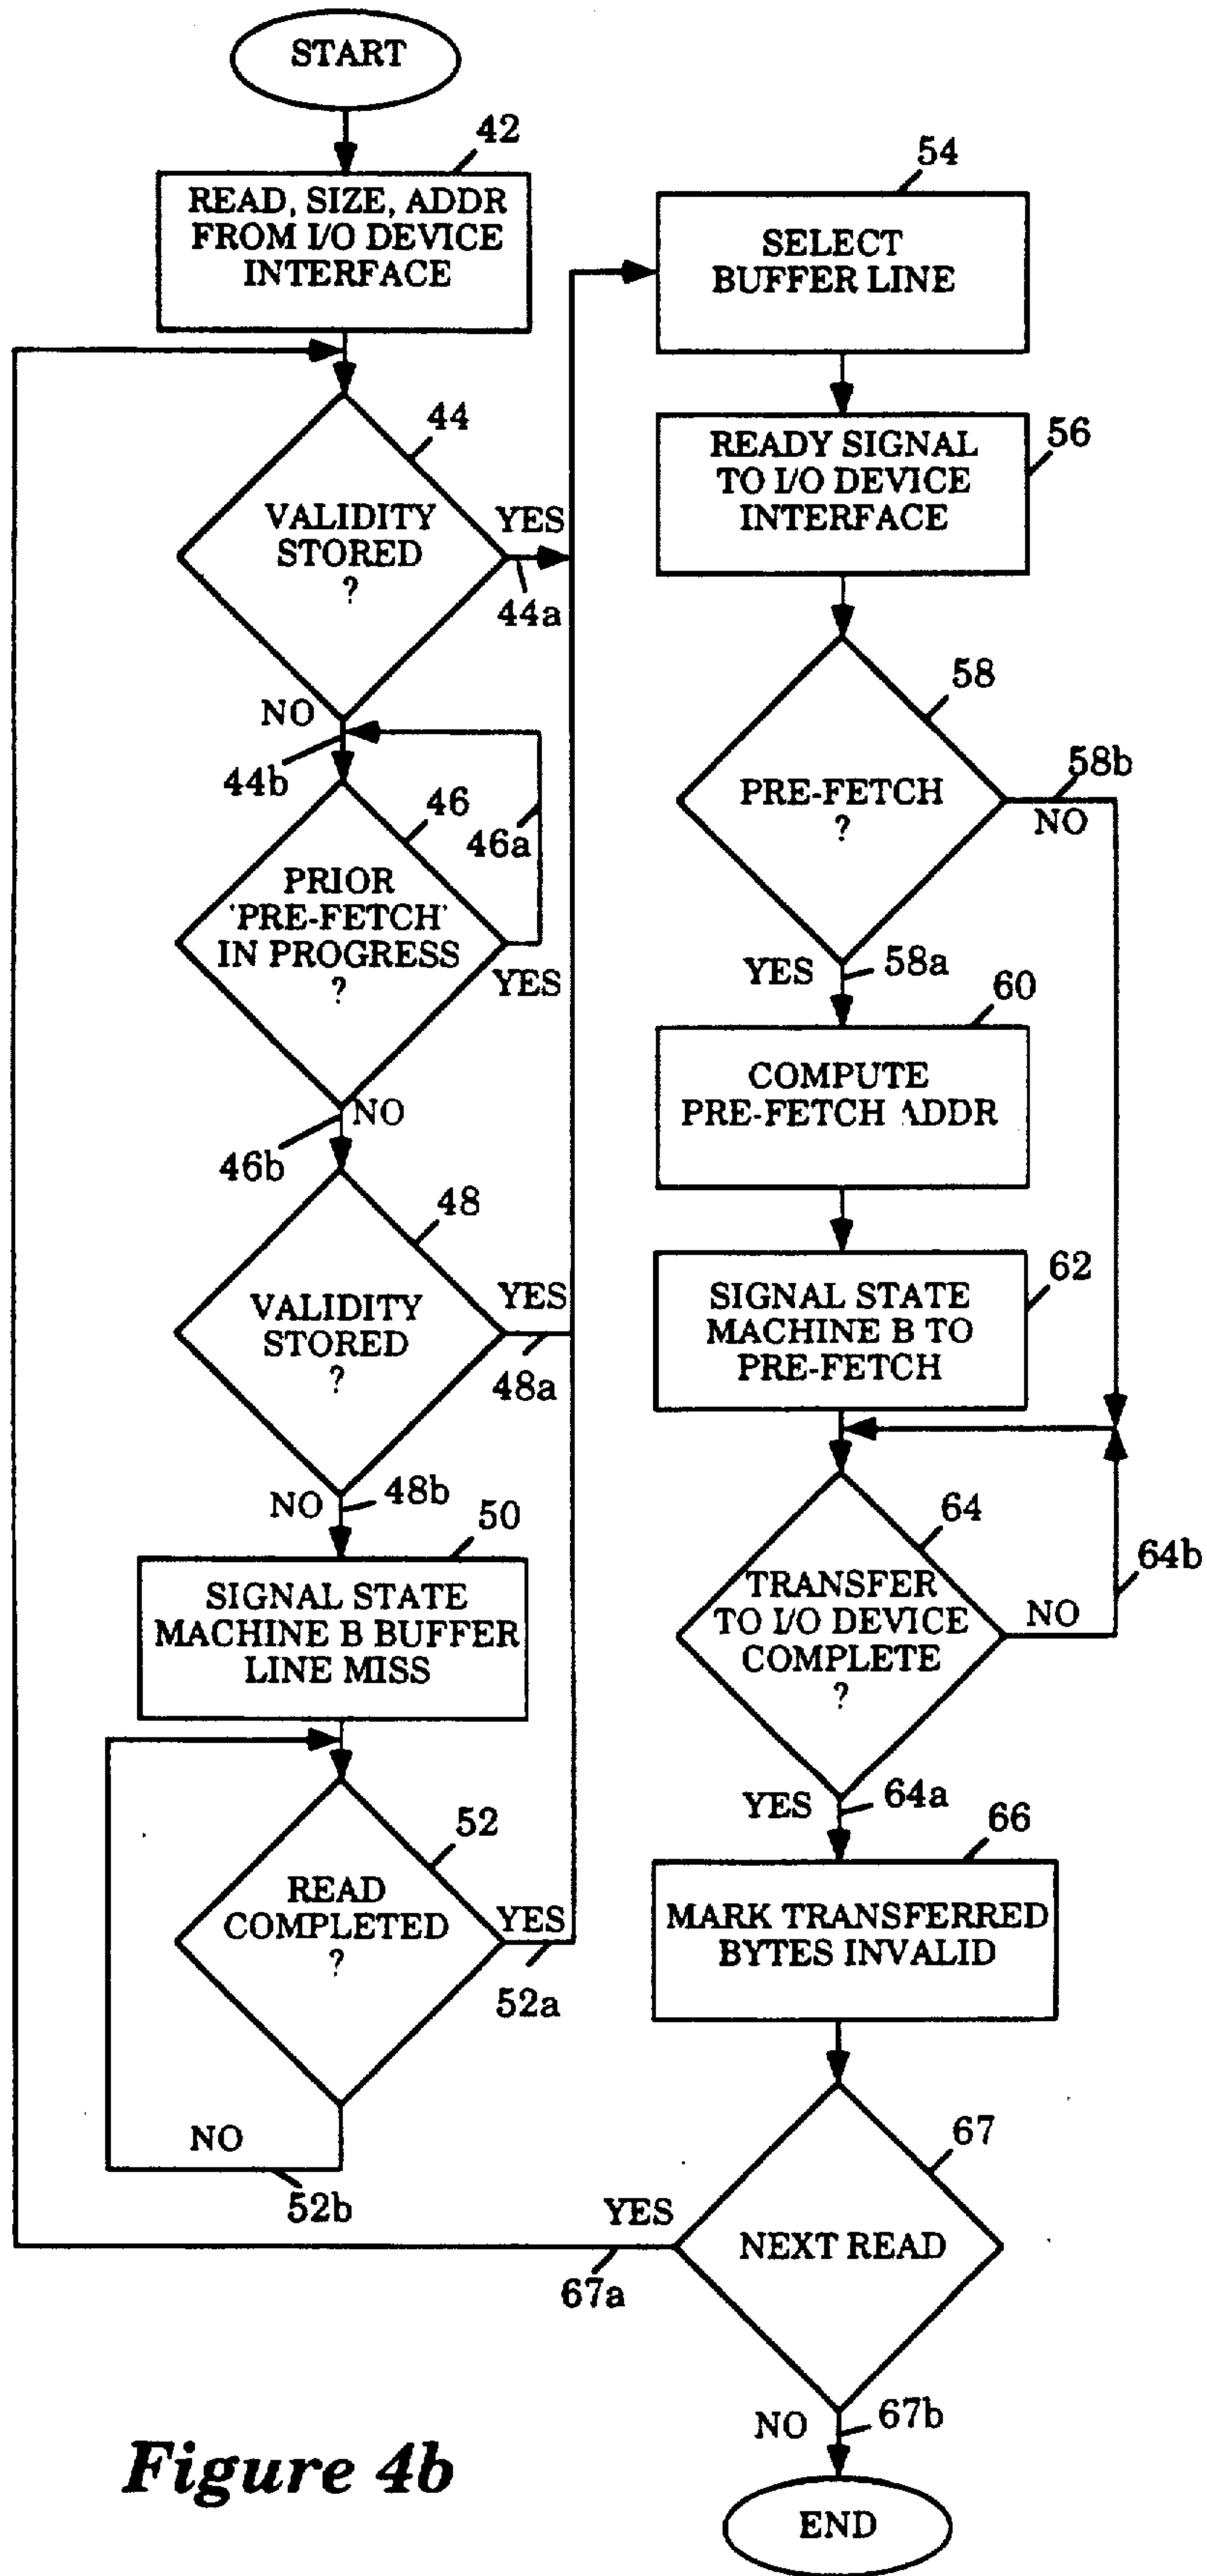 START
42
READ, SIZE, ADDR
FROM I/O DEVICE
INTERFACE
44
VALIDITY
STORED
?
YES
44a
NO
44b
46
46a
PRIOR
'PRE-FETCH'
IN PROGRESS
?
YES
NO
46b
48
VALIDITY
STORED
?
YES
48a
NO
48b
50
SIGNAL STATE
MACHINE B BUFFER
LINE MISS
52
READ
COMPLETED
?
YES
52a
NO
52b
54
SELECT
BUFFER LINE
56
READY SIGNAL
TO I/O DEVICE
INTERFACE
58
PRE-FETCH
?
58b
NO
YES
58a
60
COMPUTE
PRE-FETCH ADDR
62
SIGNAL STATE
MACHINE B TO
PRE-FETCH
64
TRANSFER
TO I/O DEVICE
COMPLETE
?
NO
64b
YES
64a
66
MARK TRANSFERRED
BYTES INVALID
67
NEXT READ
YES
67a
NO
67b
END
Figure 4b